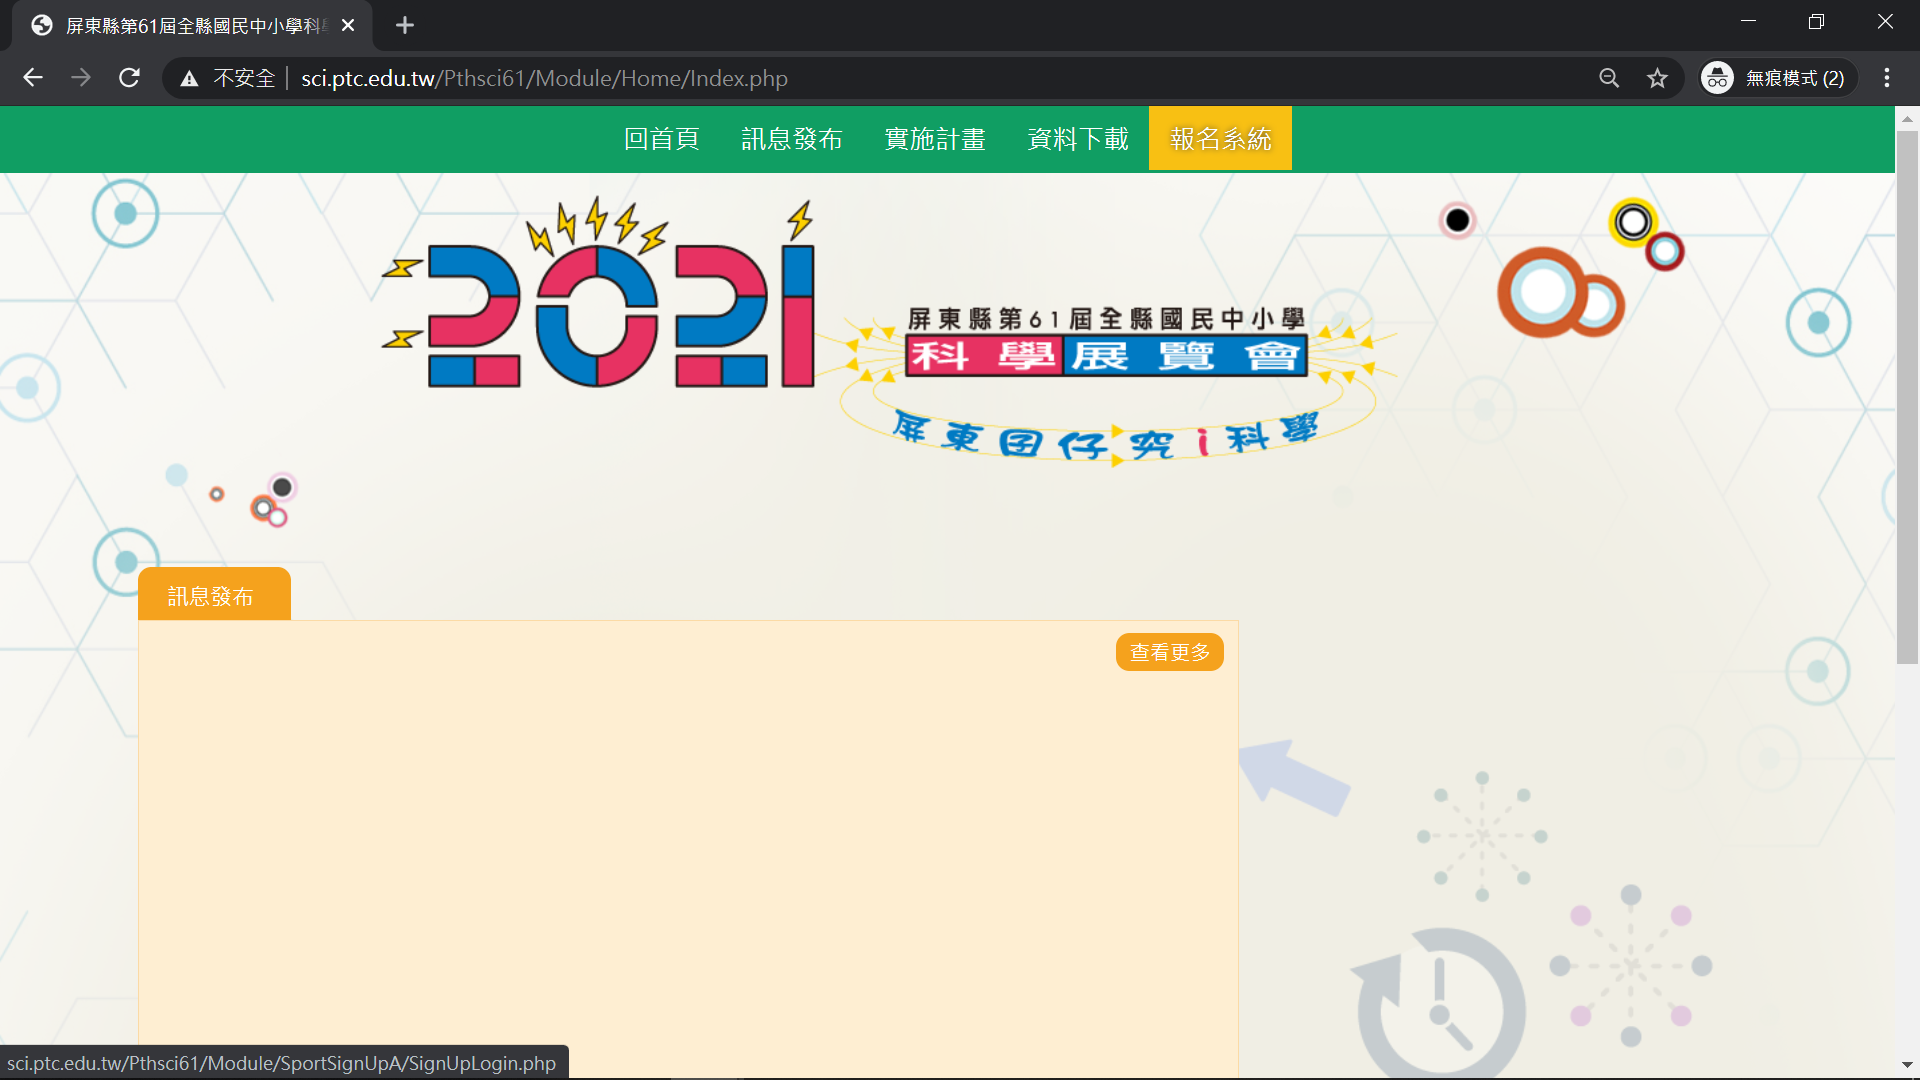 屏東縣第61屆全縣國民中小學科
不安全 sci.ptc.edu.tw/Pthsci61/Module/Home/Index.php 無痕模式 (2)
回首頁 訊息發布 實施計畫 資料下載 報名系統
2021
屏東縣第61屆全縣國民中小學
科學展覽會
屏東囝仔究i科學
訊息發布
查看更多
sci.ptc.edu.tw/Pthsci61/Module/SportSignUpA/SignUpLogin.php